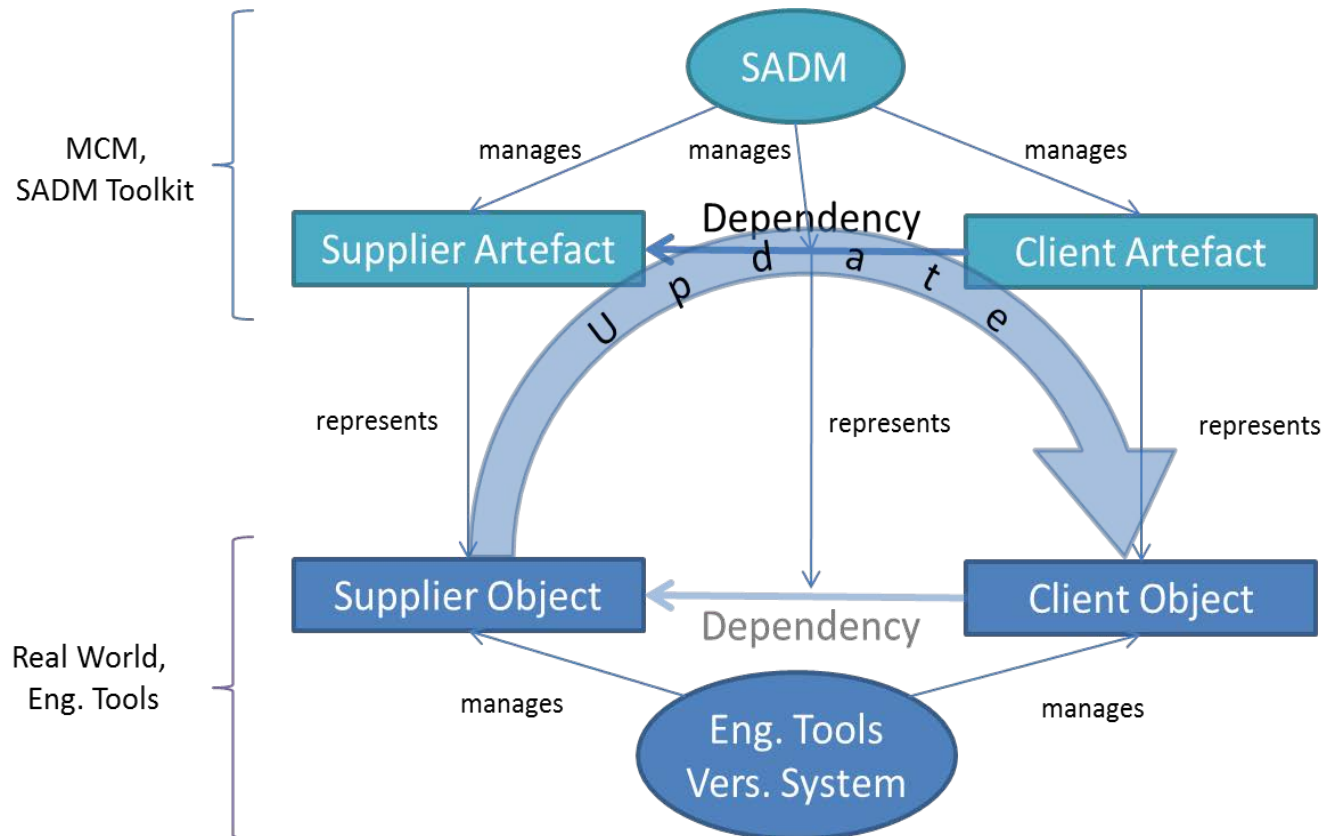 SADM
MCM,
SADM Toolkit
manages
manages
manages
Dependency
Supplier Artefact
Client Artefact
Update
represents
represents
represents
Supplier Object
Client Object
Dependency
Real World,
Eng. Tools
manages
manages
Eng. Tools
Vers. System